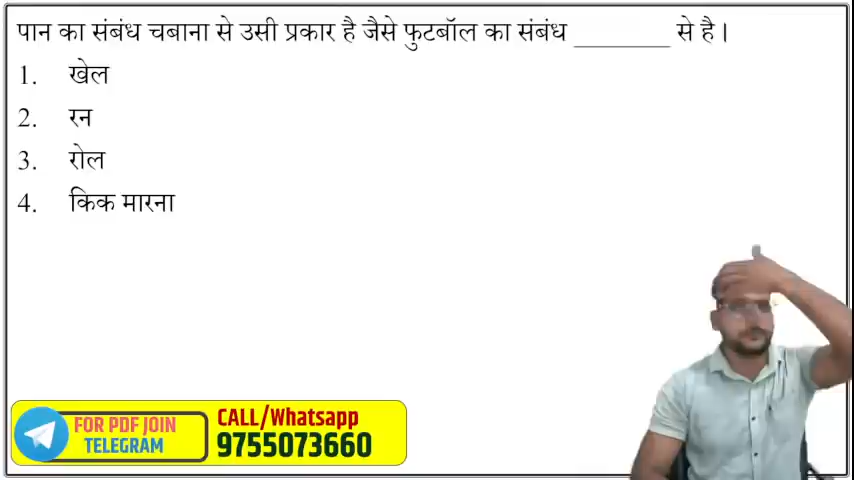 पान का संबंध चबाना से उसी प्रकार है जैसे फुटबॉल का संबंध ________ से है।
1. खेल
2. रन
3. रोल
4. किक मारना
FOR PDF JOIN
TELEGRAM
CALL/Whatsapp
9755073660